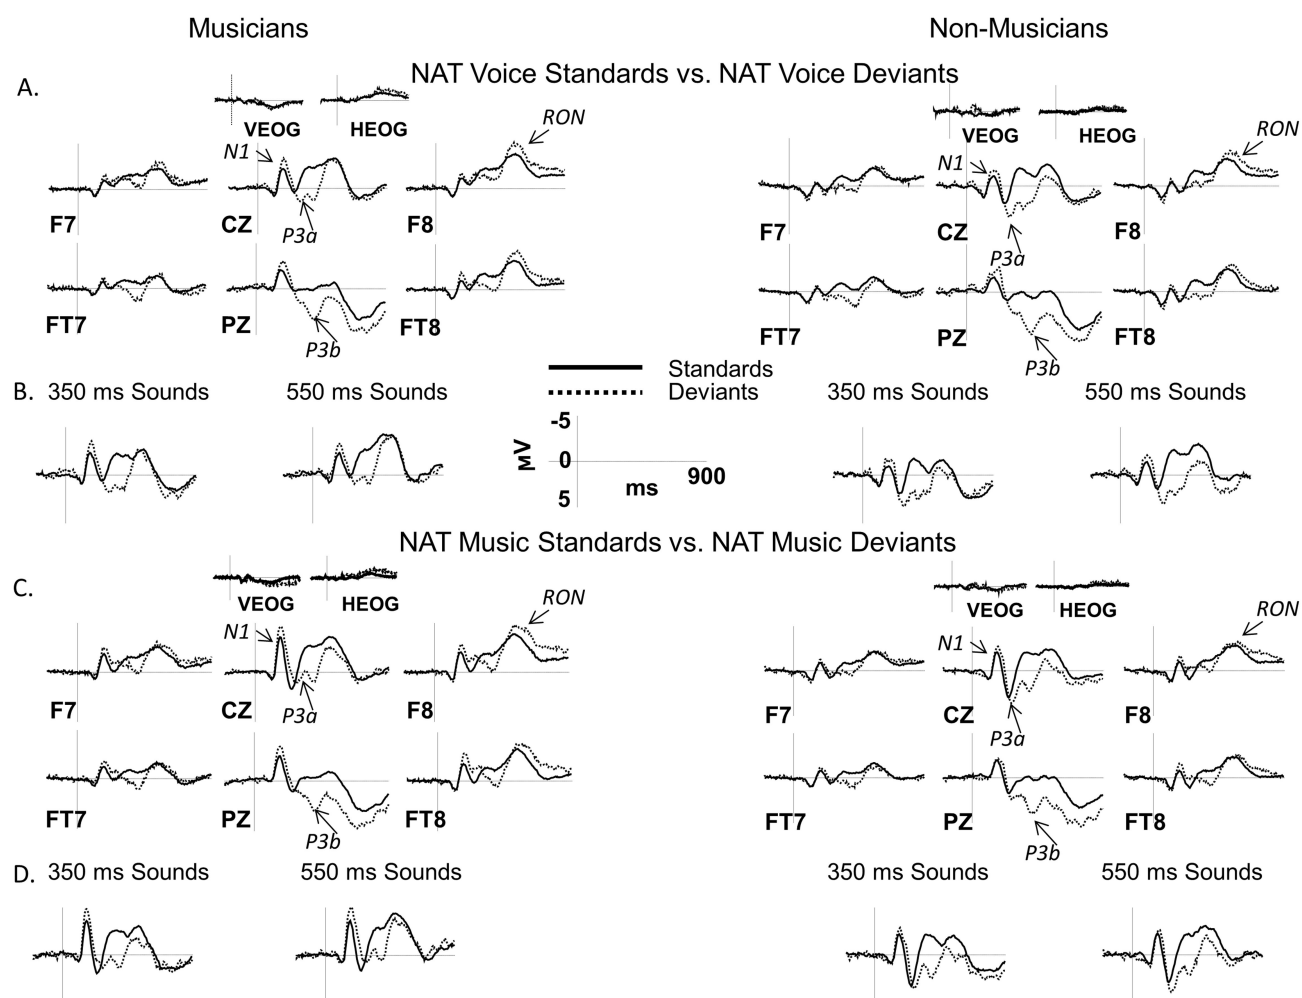 Musicians
Non-Musicians
A.
NAT Voice Standards vs. NAT Voice Deviants
VEOG
HEOG
RON
N1
F7
CZ
F8
P3a
FT7
PZ
FT8
P3b
VEOG
HEOG
RON
N1
F7
CZ
F8
P3a
FT7
PZ
FT8
P3b
Standards
Deviants
B.
350 ms Sounds
550 ms Sounds
-5
мV
0
5
ms
900
350 ms Sounds
550 ms Sounds
NAT Music Standards vs. NAT Music Deviants
C.
VEOG
HEOG
RON
N1
F7
CZ
F8
P3a
FT7
PZ
FT8
P3b
VEOG
HEOG
RON
N1
F7
CZ
F8
P3a
FT7
PZ
FT8
P3b
D.
350 ms Sounds
550 ms Sounds
350 ms Sounds
550 ms Sounds